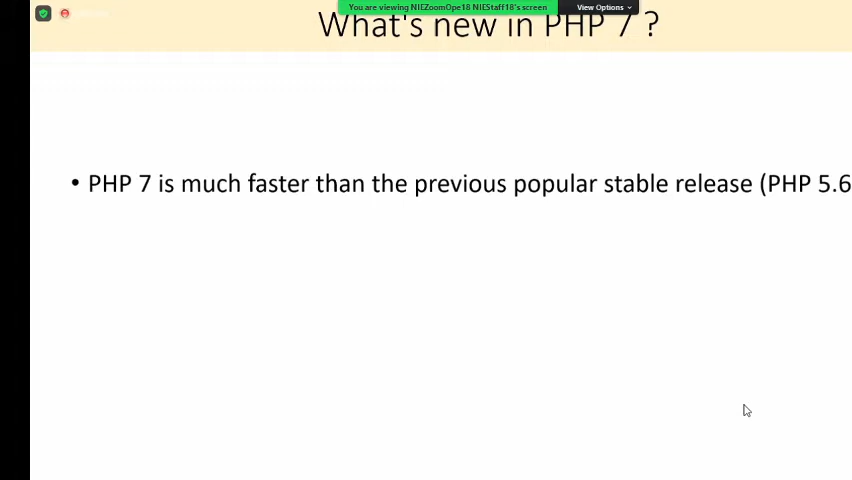 You are viewing NIEZoomOpe18 NIEStaff18's screen View Options
What's new in PHP 7 ?
• PHP 7 is much faster than the previous popular stable release (PHP 5.6